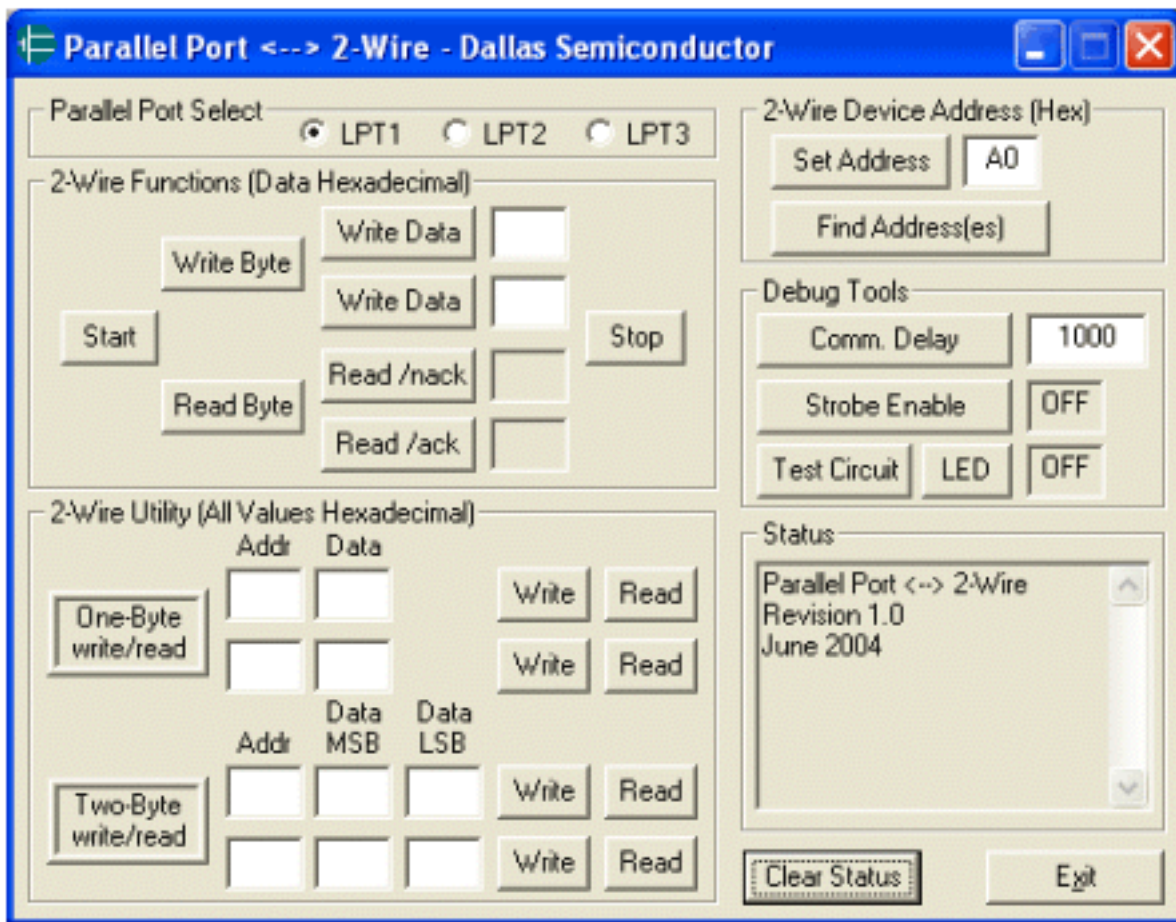 Parallel Port <--> 2-Wire - Dallas Semiconductor
Parallel Port Select
LPT1 LPT2 LPT3
2-Wire Functions (Data Hexadecimal)
Start
Write Byte
Read Byte
Write Data
Write Data
Read /nack
Read /ack
Stop
2-Wire Utility (All Values Hexadecimal)
Addr Data
One-Byte
write/read
Write Read
Write Read
Addr
Data
MSB
Data
LSB
Two-Byte
write/read
Write Read
Write Read
2-Wire Device Address (Hex)
Set Address A0
Find Address(es)
Debug Tools
Comm. Delay 1000
Strobe Enable OFF
Test Circuit LED OFF
Status
Parallel Port <--> 2-Wire
Revision 1.0
June 2004
Clear Status Exit